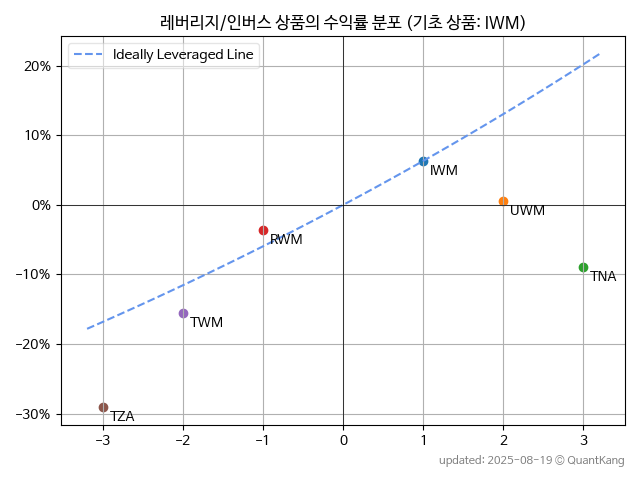 레버리지/인버스 상품의 수익률 분포 (기초 상품: IWM)
Ideally Leveraged Line
20%
10%
0%
−10%
−20%
−30%
IWM
UWM
RWM
TNA
TWM
TZA
−3 −2 −1 0 1 2 3
updated: 2025-08-19 © QuantKang